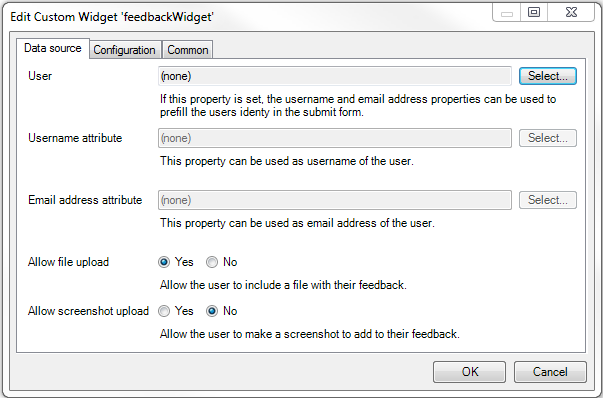 Edit Custom Widget 'feedbackWidget'
Data source Configuration Common
User (none) Select...
If this property is set, the username and email address properties can be used to
prefill the users identy in the submit form.
Username attribute (none) Select...
This property can be used as username of the user.
Email address attribute (none) Select...
This property can be used as email address of the user.
Allow file upload Yes No
Allow the user to include a file with their feedback.
Allow screenshot upload Yes No
Allow the user to make a screenshot to add to their feedback.
OK Cancel